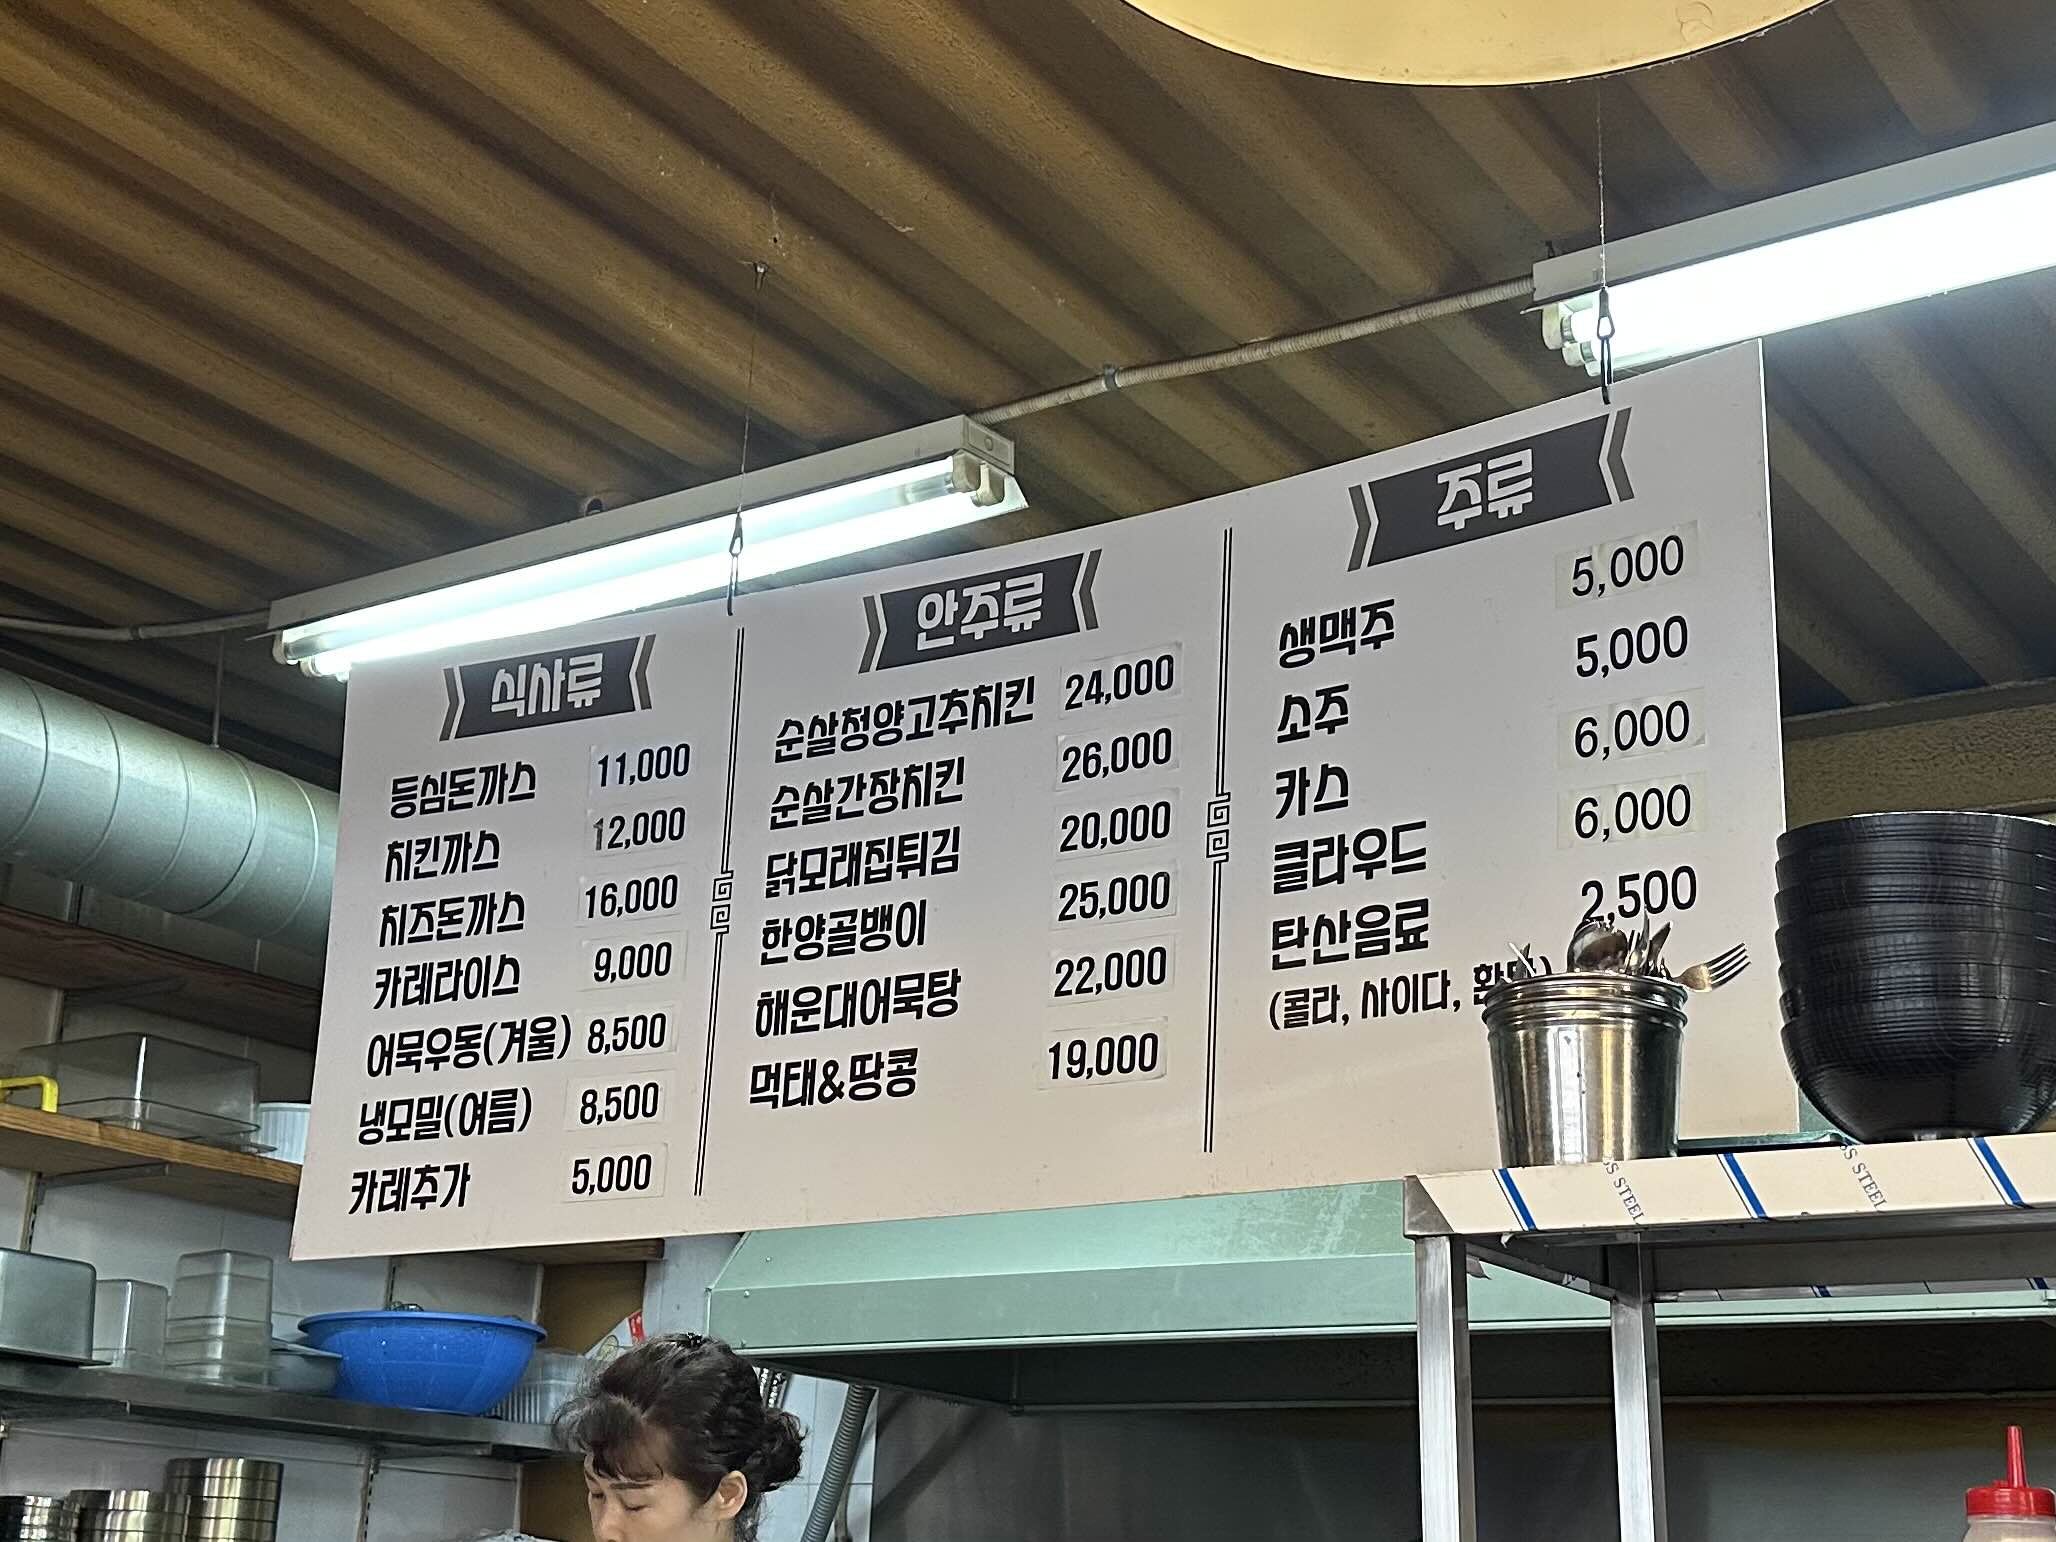 식사류
등심돈까스 11,000
치킨까스 12,000
치즈돈까스 16,000
카레라이스 9,000
어묵우동(겨울) 8,500
냉모밀(여름) 8,500
카레추가 5,000
안주류
순살청양고추치킨 24,000
순살간장치킨 26,000
닭모래집튀김 20,000
한양골뱅이 25,000
해운대어묵탕 22,000
먹태&땅콩 19,000
주류
생맥주 5,000
소주 5,000
카스 6,000
클라우드 6,000
탄산음료 2,500
(콜라, 사이다,
SS STEEL
SS STEEL